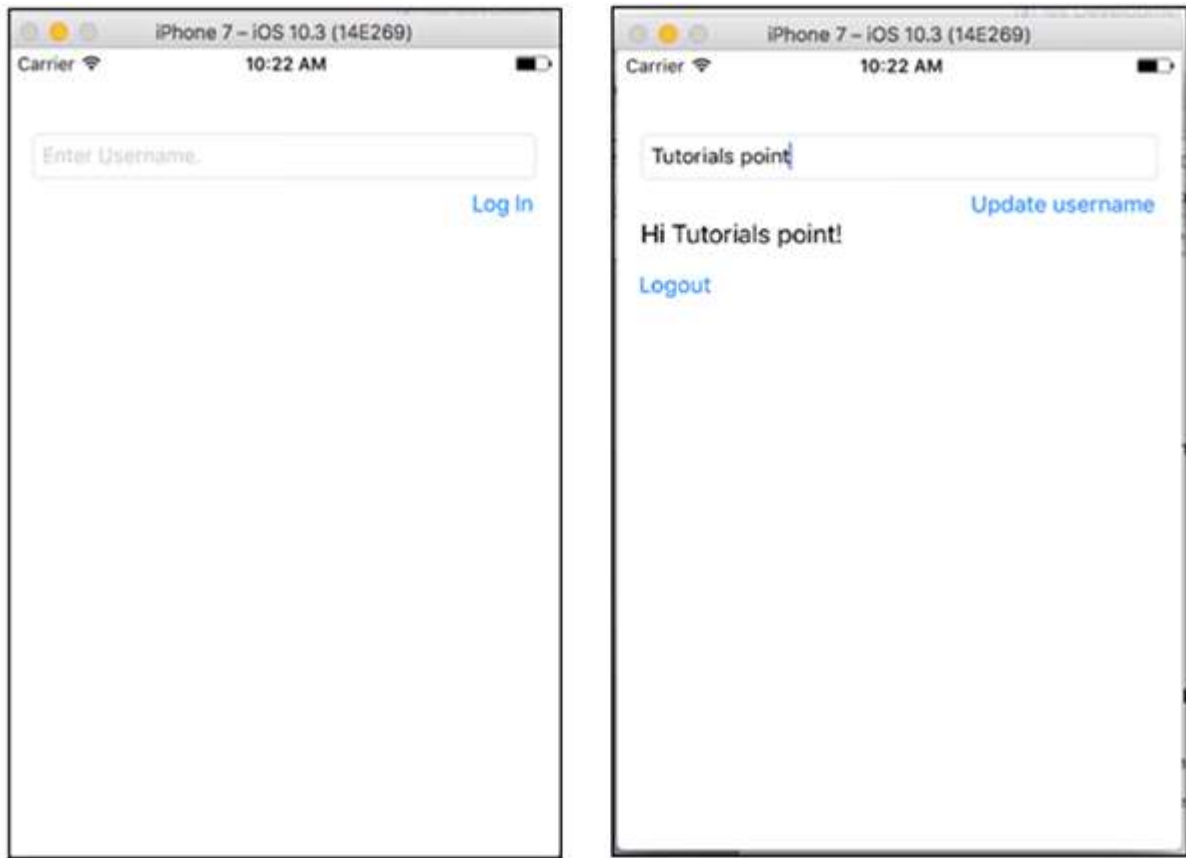 iPhone 7 – iOS 10.3 (14E269)
Carrier 10:22 AM
Enter Username.
Log In
iPhone 7 – iOS 10.3 (14E269)
Carrier 10:22 AM
Tutorials point
Update username
Hi Tutorials point!
Logout